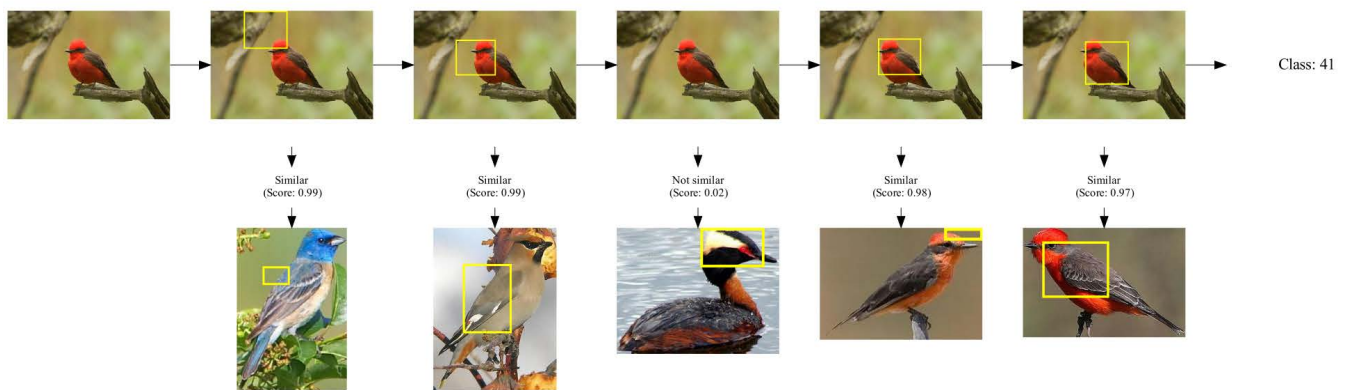 Class: 41
Similar
(Score: 0.99)
Similar
(Score: 0.99)
Not similar
(Score: 0.02)
Similar
(Score: 0.98)
Similar
(Score: 0.97)